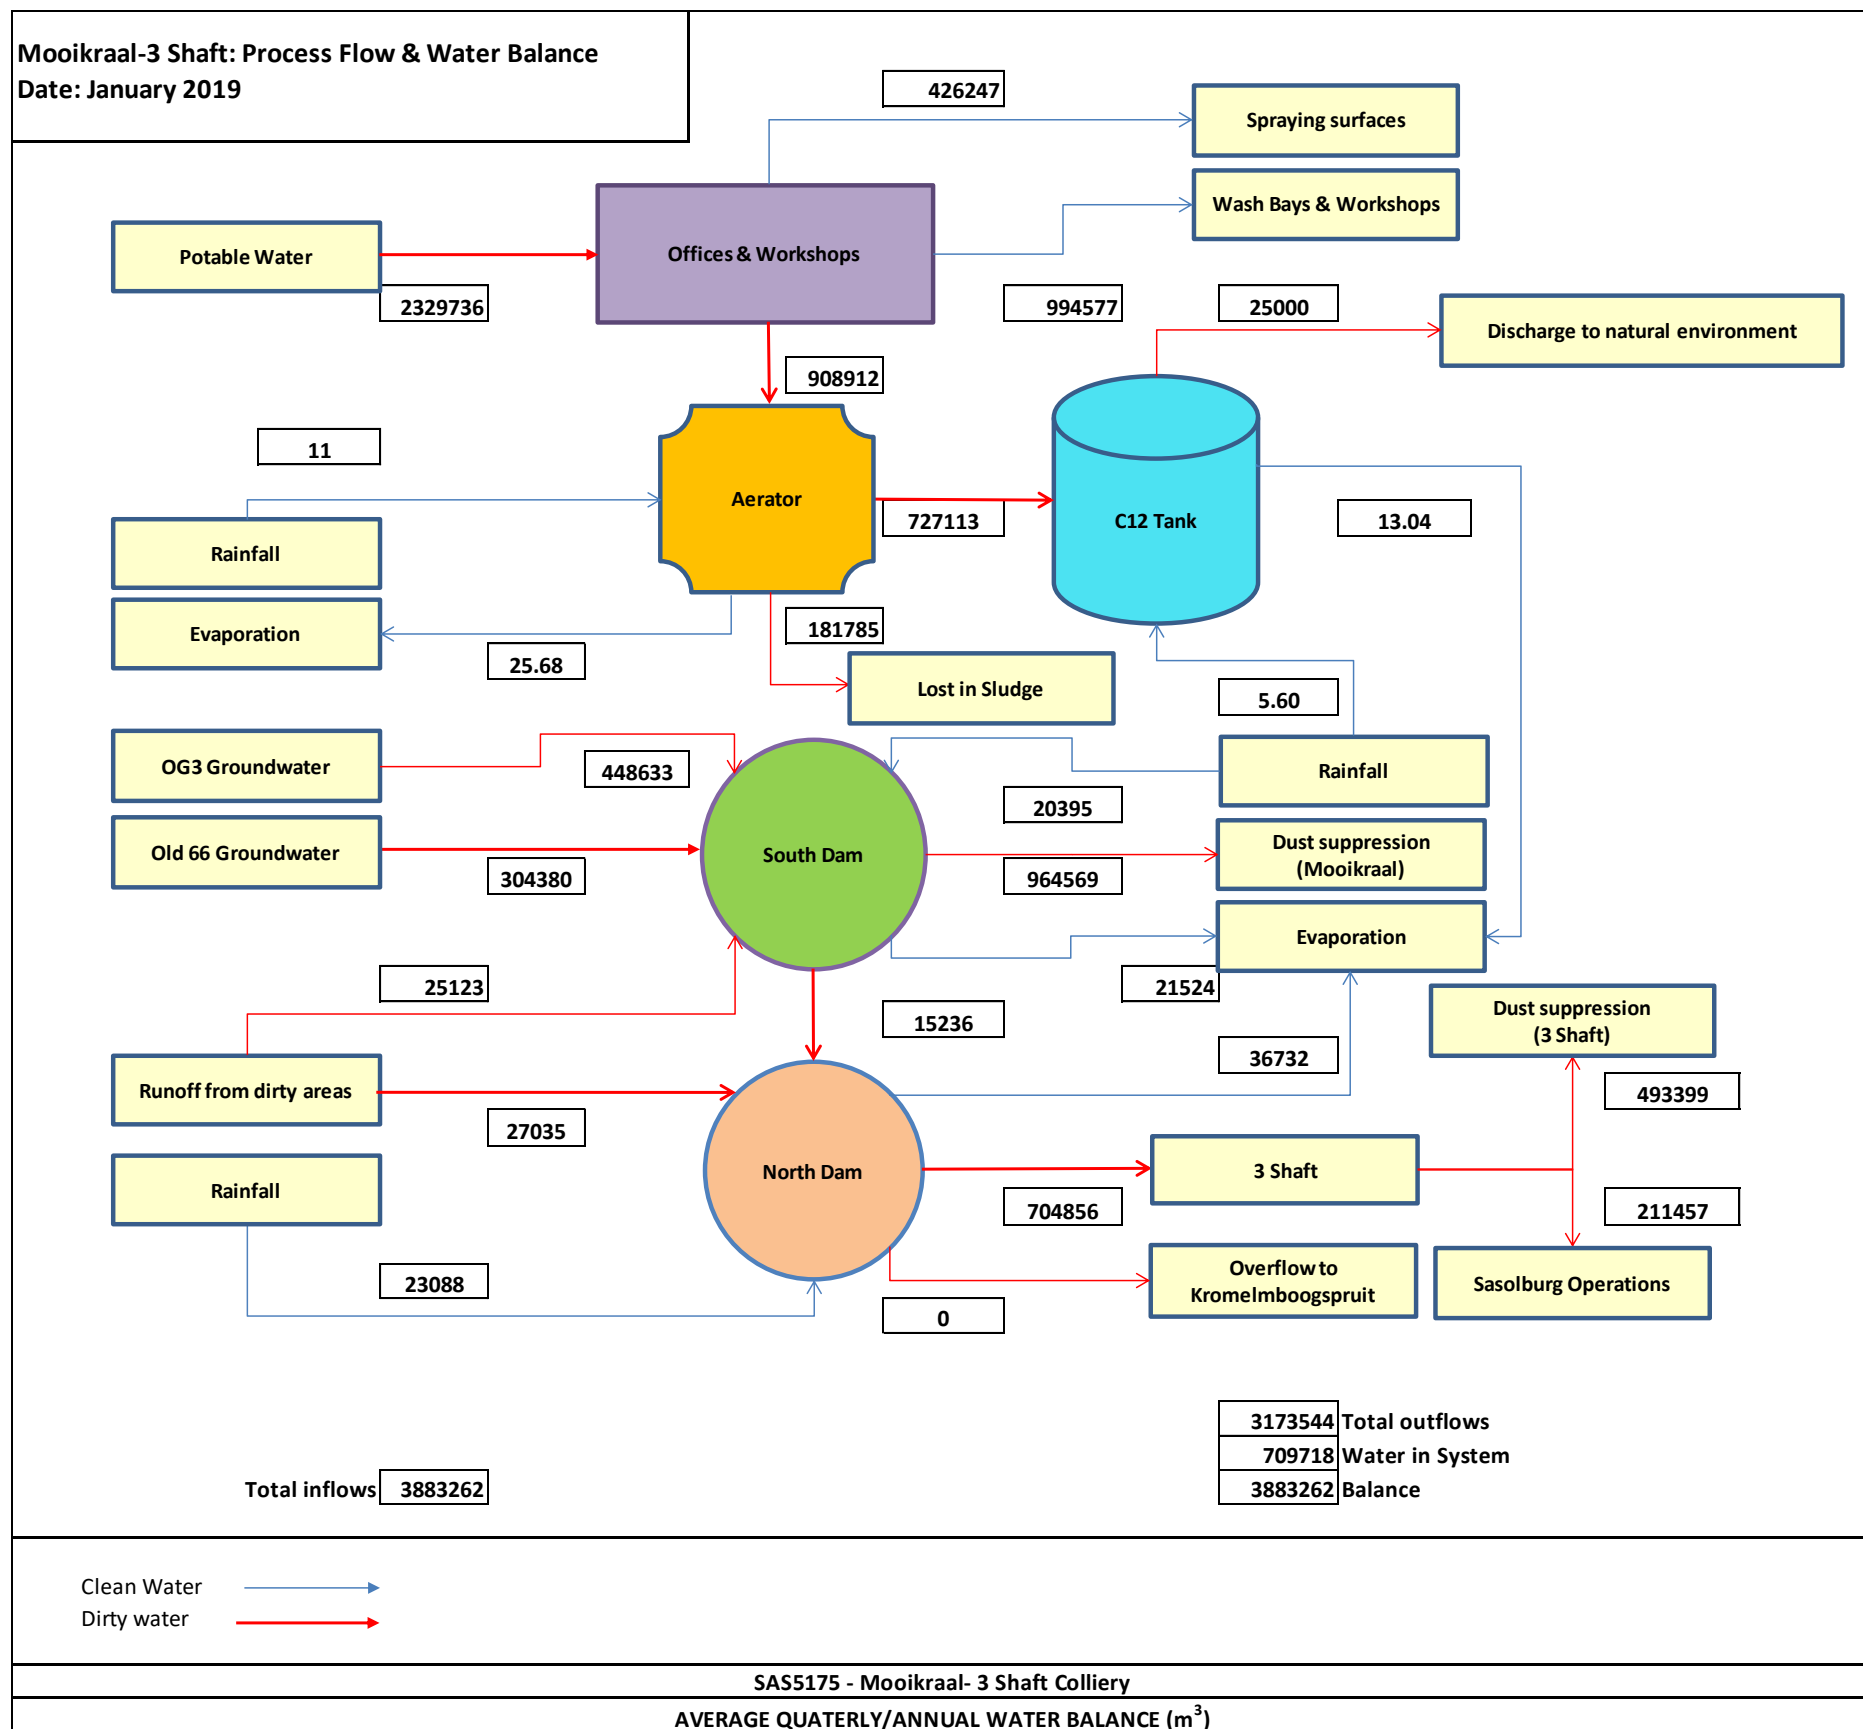 Mooikraal-3 Shaft: Process Flow & Water Balance
Date: January 2019
426247
Spraying surfaces
Wash Bays & Workshops
Potable Water
Offices & Workshops
2329736
994577
25000
Discharge to natural environment
908912
11
Aerator
727113
C12 Tank
13.04
Rainfall
Evaporation
181785
25.68
Lost in Sludge
5.60
OG3 Groundwater
448633
Rainfall
20395
Old 66 Groundwater
304380
South Dam
Dust suppression
(Mooikraal)
964569
Evaporation
25123
21524
15236
Dust suppression
(3 Shaft)
36732
Runoff from dirty areas
493399
27035
Rainfall
North Dam
3 Shaft
704856
211457
23088
Overflow to
Kromelmboogspruit
Sasolburg Operations
0
3173544 Total outflows
709718 Water in System
Total inflows 3883262
3883262 Balance
Clean Water
Dirty water
SAS5175 - Mooikraal- 3 Shaft Colliery
AVERAGE QUATERLY/ANNUAL WATER BALANCE (m³)